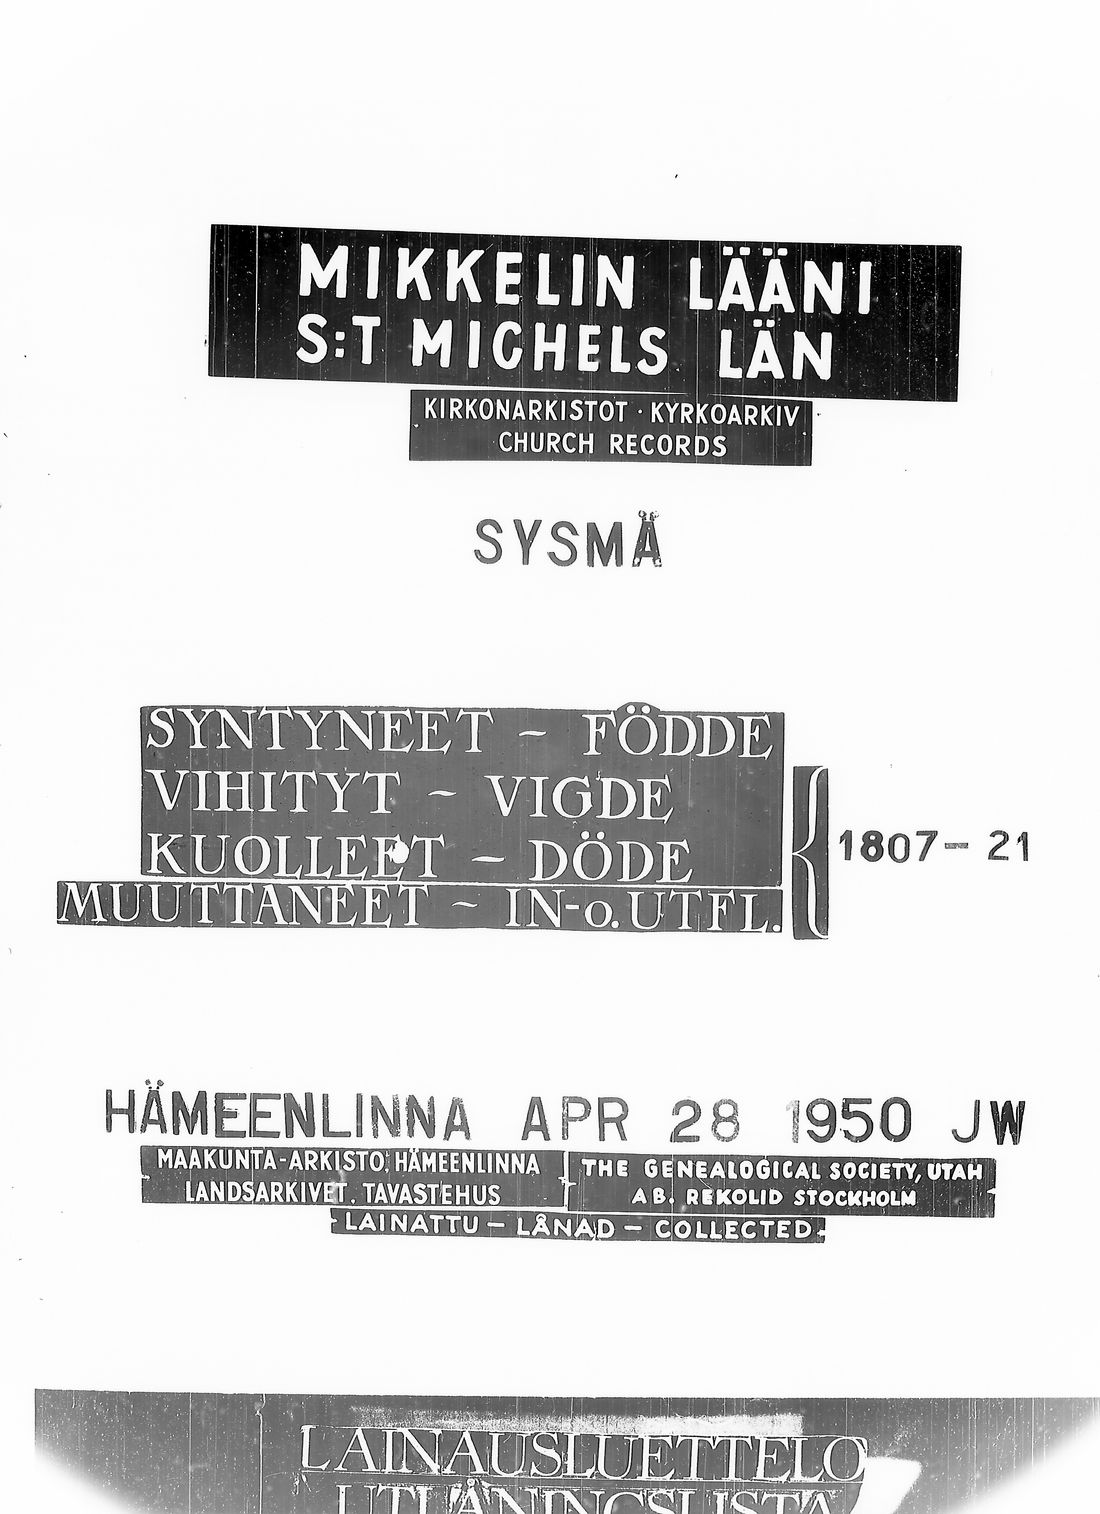 MIKKELIN LÄÄNI
S:T MICHELS LÄN
KIRKONARKISTOT · KYRKOARKIV
CHURCH RECORDS
SYSMÄ
SYNTYNEET - FÖDDE
VIHITYT - VIGDE
KUOLLEET - DÖDE
MUUTTANEET - IN-o. UTFL.
1807-21
HÄMEENLINNA APR 28 1950 JW
MAAKUNTA-ARKISTO, HÄMEENLINNA
LANDSARKIVET, TAVASTEHUS
THE GENEALOGICAL SOCIETY, UTAH
AB. REKOLID STOCKHOLM
LAINATTU - LÅNAD - COLLECTED
LAINAUSLUETTELO
UTLÅNINGSLISTA